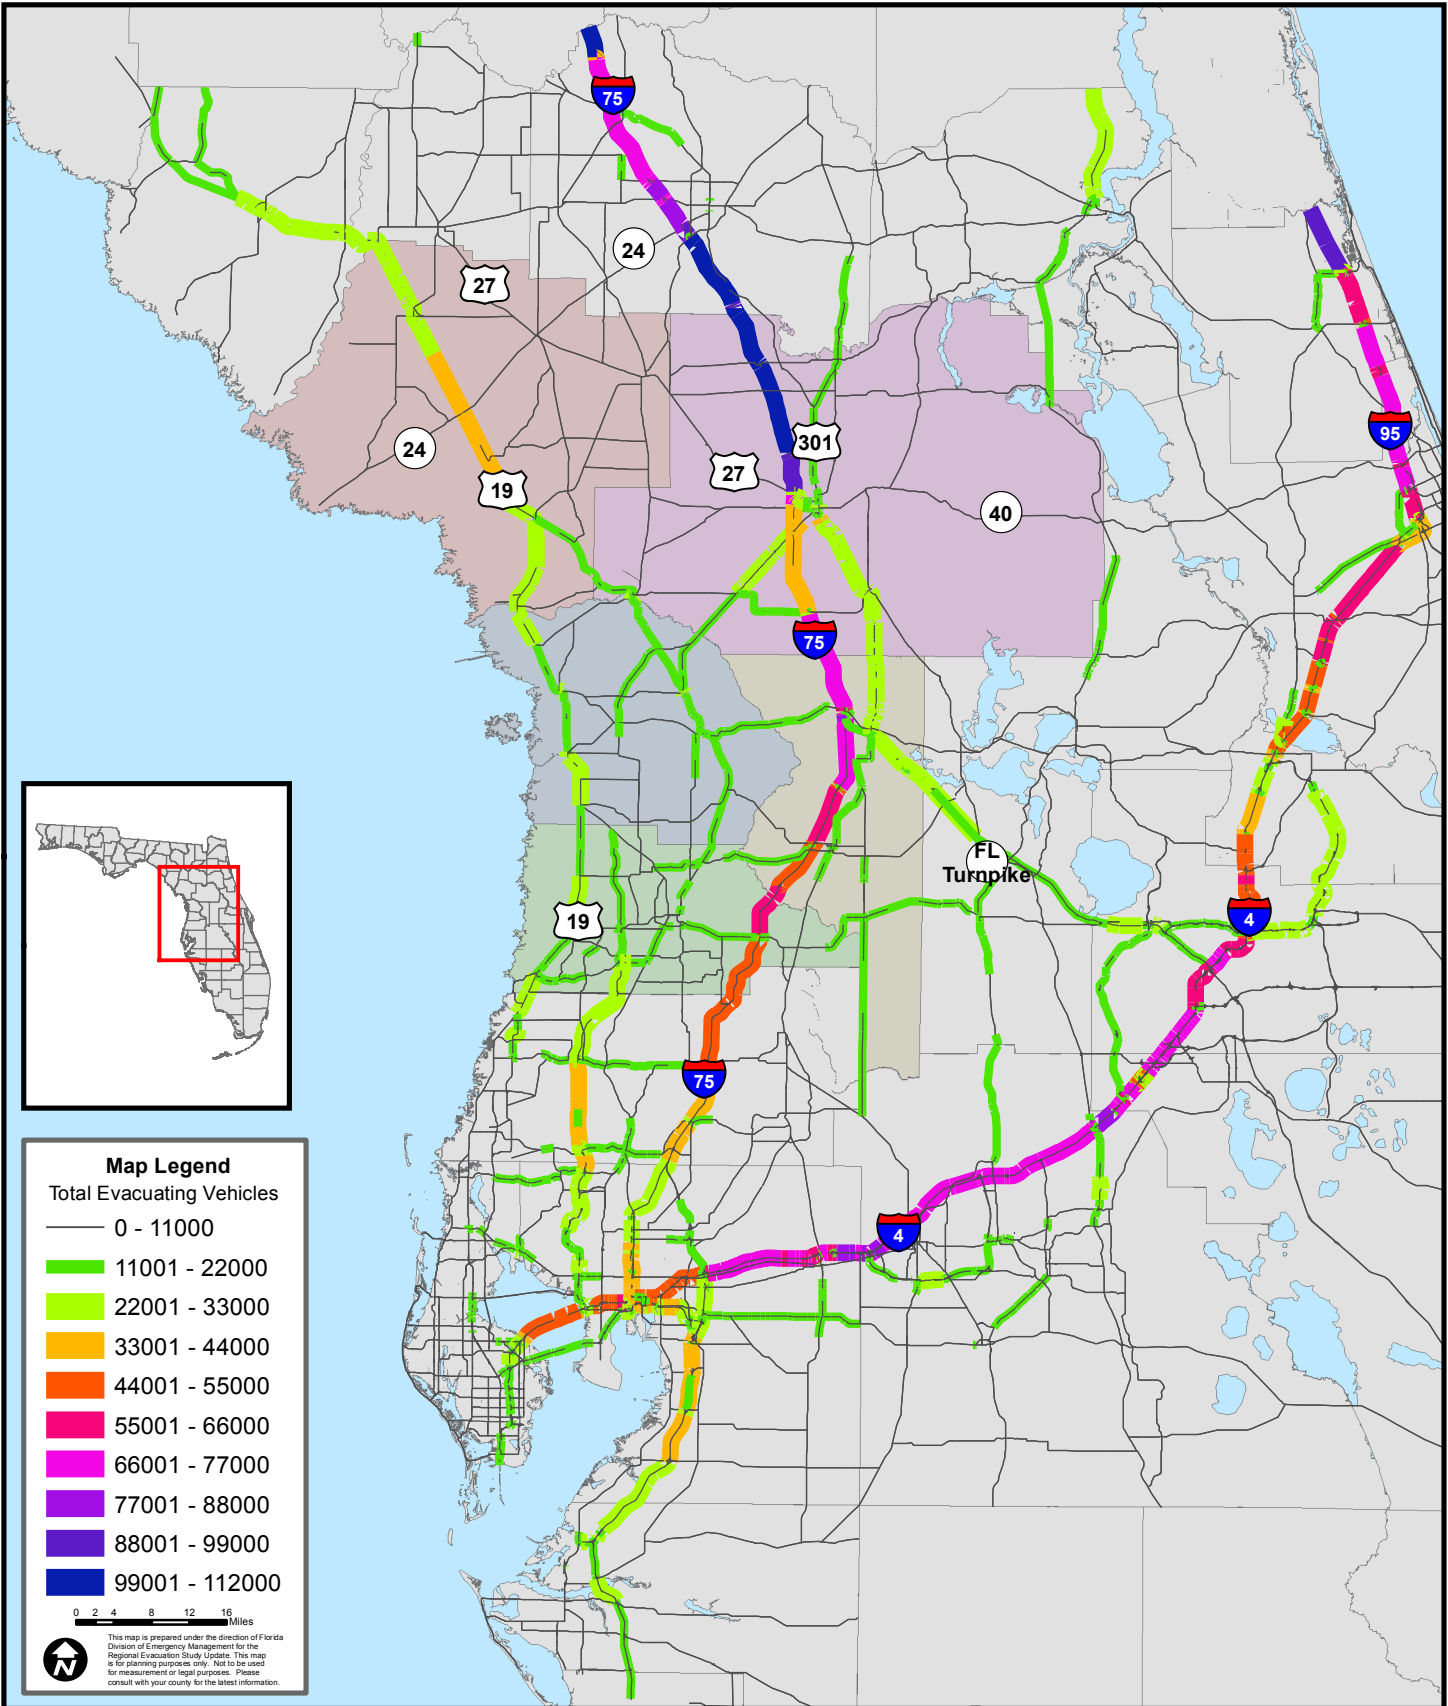 75
24
27
95
301
24
27
19
40
75
FL
Turnpike
19
4
75
4
Map Legend
Total Evacuating Vehicles
0 - 11000
11001 - 22000
22001 - 33000
33001 - 44000
44001 - 55000
55001 - 66000
66001 - 77000
77001 - 88000
88001 - 99000
99001 - 112000
0 2 4 8 12 16
Miles
This map is prepared under the direction of Florida
Division of Emergency Management for the
Regional Evacuation Study Update. This map
is for planning purposes only. Not to be used
for measurement or legal purposes. Please
consult with your county for the latest information.
N